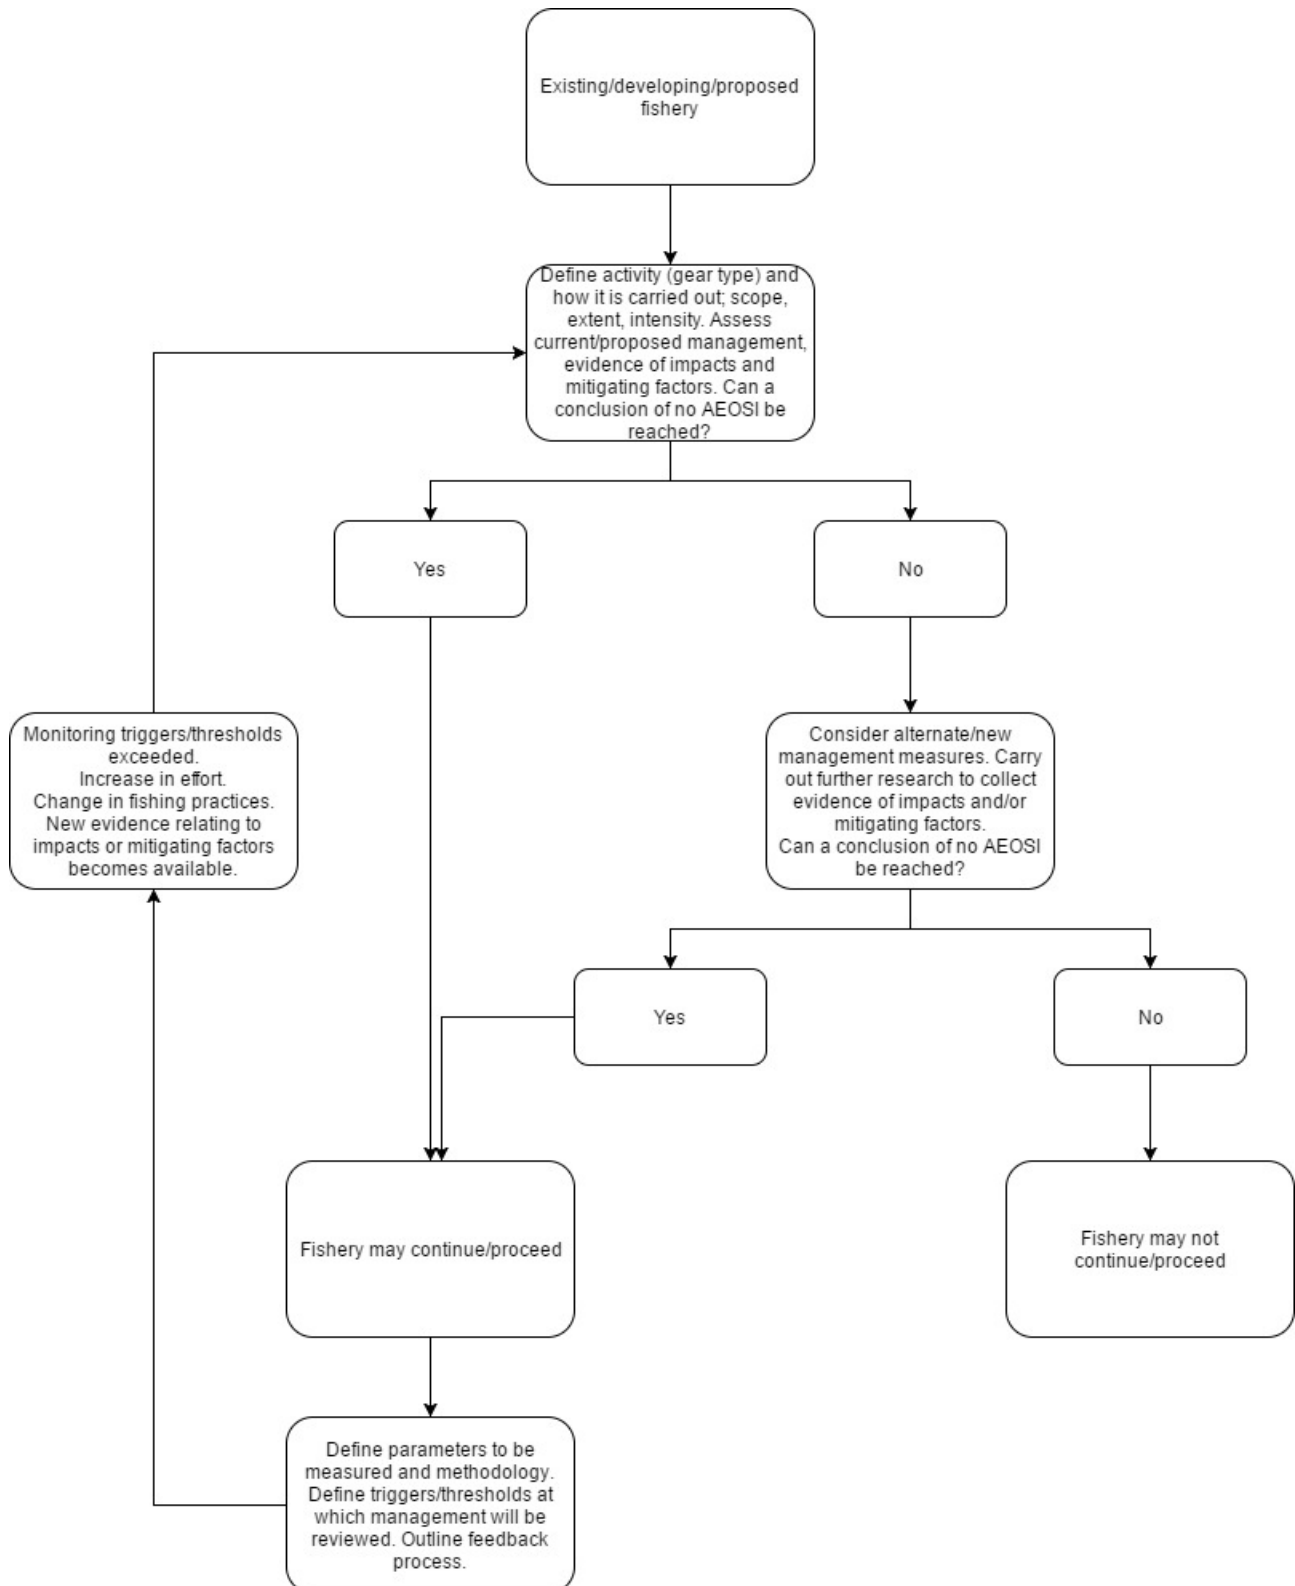 Existing/developing/proposed
fishery
Define activity (gear type) and
how it is carried out; scope,
extent, intensity. Assess
current/proposed management,
evidence of impacts and
mitigating factors. Can a
conclusion of no AEOSI be
reached?
Yes
No
Monitoring triggers/thresholds
exceeded.
Increase in effort.
Change in fishing practices.
New evidence relating to
impacts or mitigating factors
becomes available.
Consider alternate/new
management measures. Carry
out further research to collect
evidence of impacts and/or
mitigating factors.
Can a conclusion of no AEOSI
be reached?
Yes
No
Fishery may continue/proceed
Fishery may not
continue/proceed
Define parameters to be
measured and methodology.
Define triggers/thresholds at
which management will be
reviewed. Outline feedback
process.